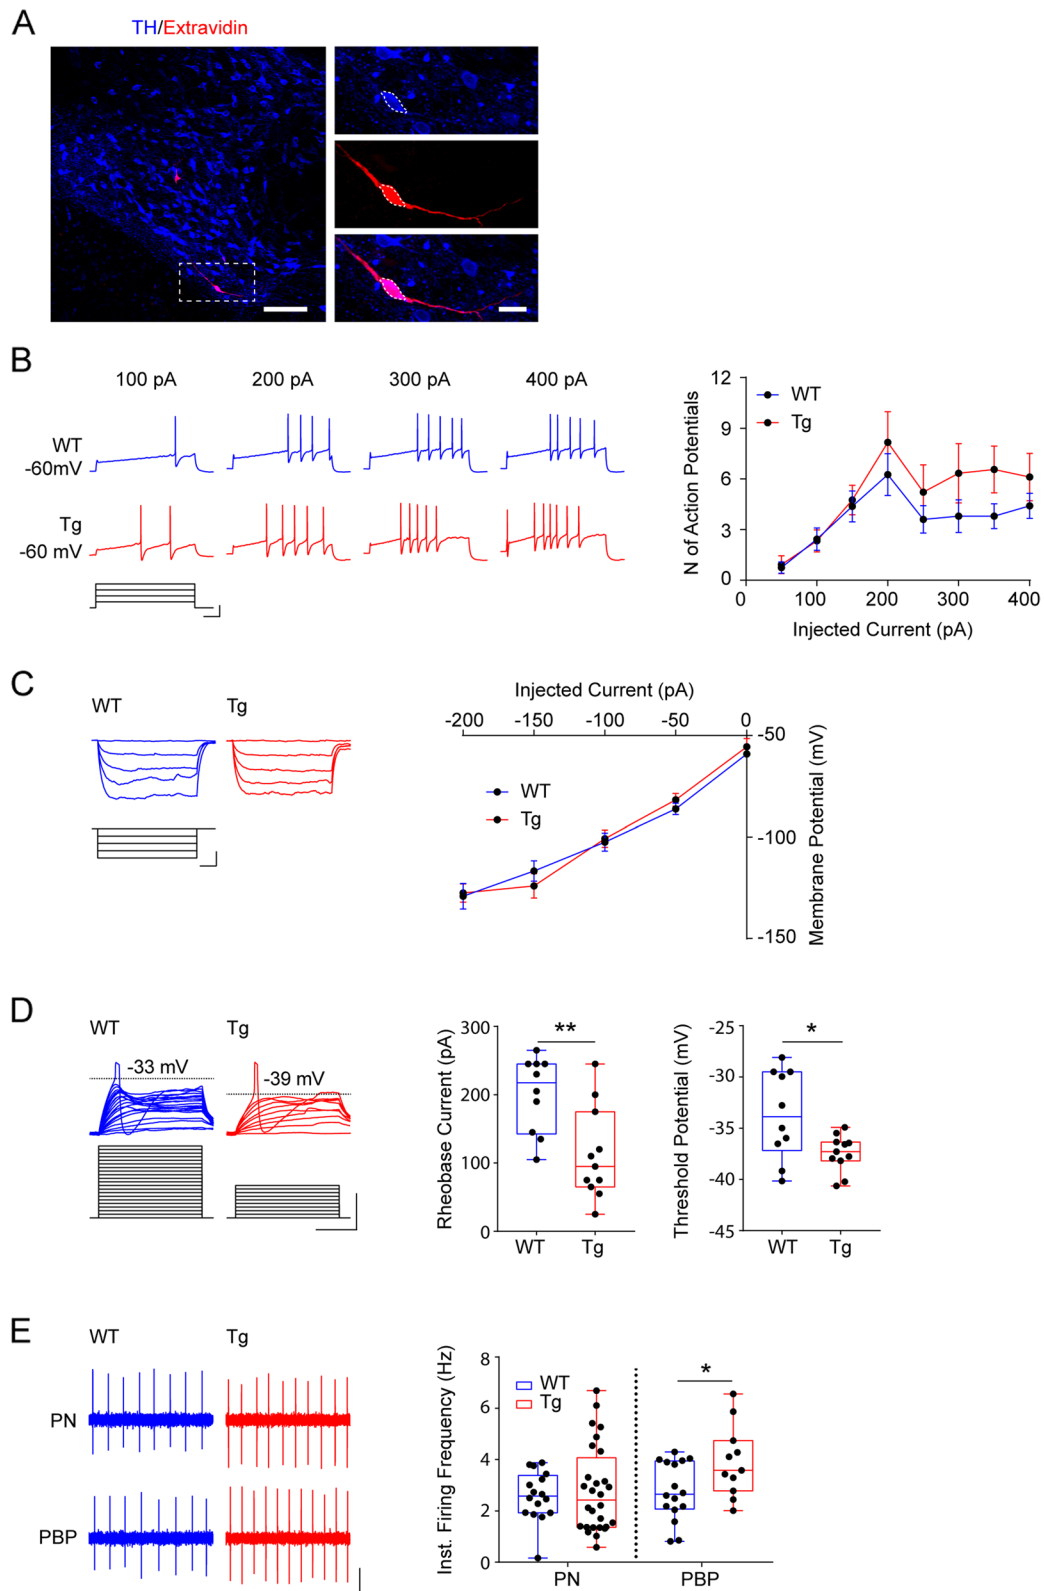 A
TH/Extravidin
B
100 pA 200 pA 300 pA 400 pA
WT
-60mV
Tg
-60 mV
N of Action Potentials
12
9
6
3
0
WT
Tg
0 100 200 300 400
Injected Current (pA)
C
WT Tg
Injected Current (pA)
-200 -150 -100 -50 0
-50
-100
-150
Membrane Potential (mV)
WT
Tg
D
WT Tg
-33 mV
-39 mV
Rheobase Current (pA)
300
200
100
0
**
WT Tg
Threshold Potential (mV)
-25
-30
-35
-40
-45
*
WT Tg
E
WT Tg
PN
PBP
Inst. Firing Frequency (Hz)
8
6
4
2
0
WT
Tg
*
PN PBP